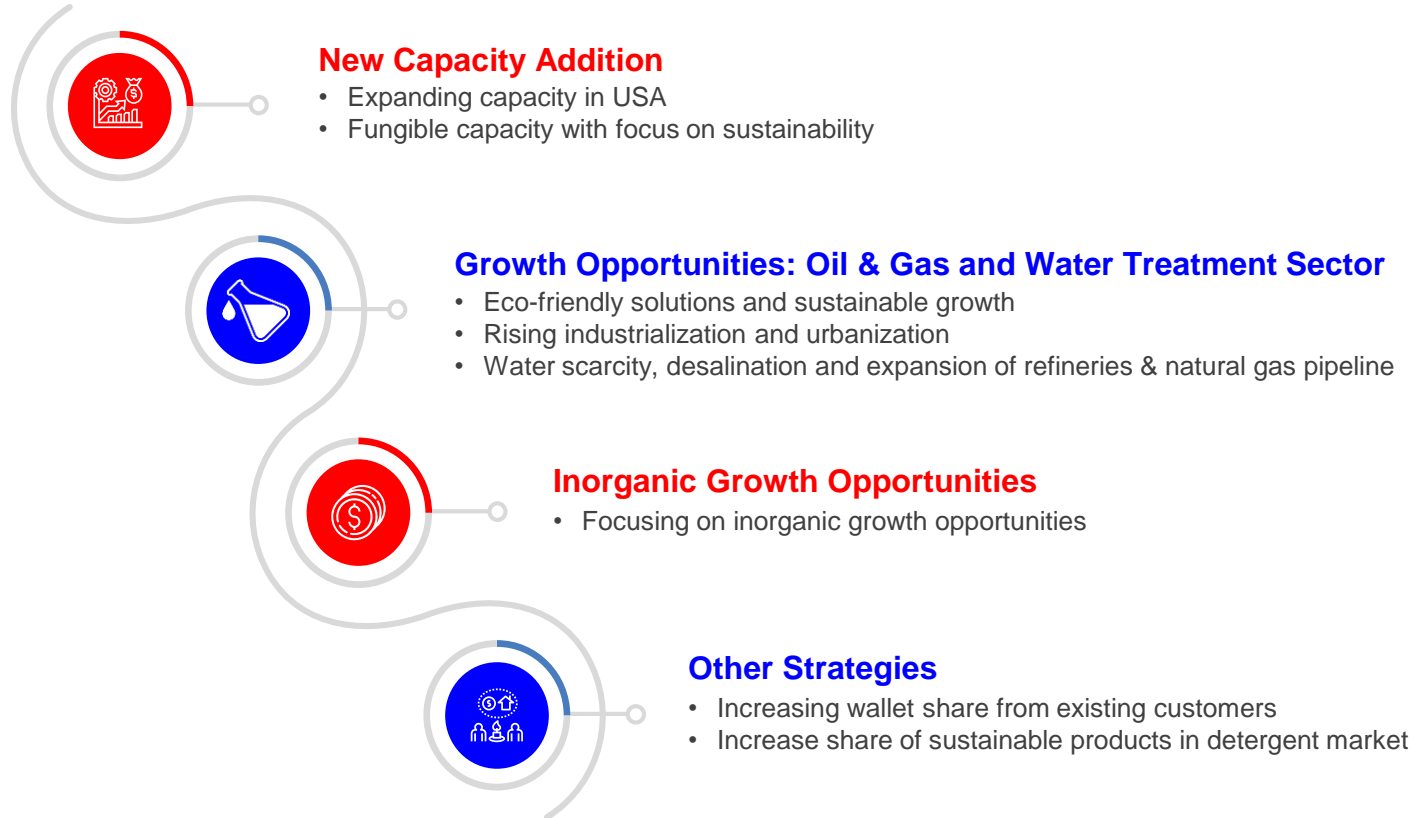 New Capacity Addition
• Expanding capacity in USA
• Fungible capacity with focus on sustainability
Growth Opportunities: Oil & Gas and Water Treatment Sector
• Eco-friendly solutions and sustainable growth
• Rising industrialization and urbanization
• Water scarcity, desalination and expansion of refineries & natural gas pipeline
Inorganic Growth Opportunities
• Focusing on inorganic growth opportunities
Other Strategies
• Increasing wallet share from existing customers
• Increase share of sustainable products in detergent market